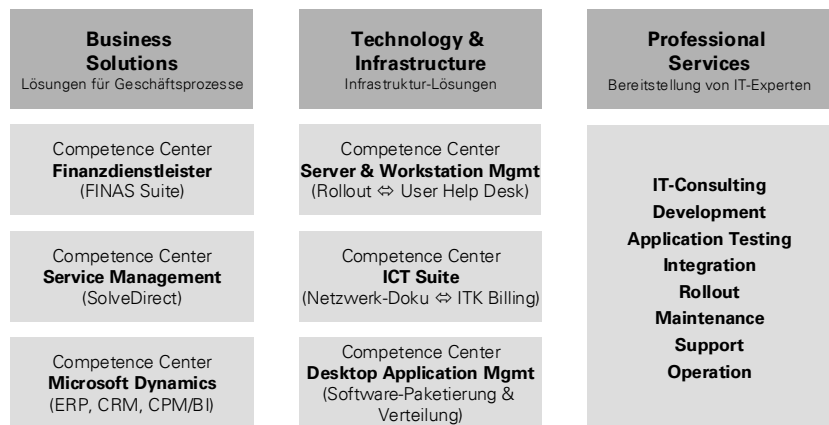 Business
Solutions
Lösungen für Geschäftsprozesse
Competence Center
Finanzdienstleister
(FINAS Suite)
Competence Center
Service Management
(SolveDirect)
Competence Center
Microsoft Dynamics
(ERP, CRM, CPM/BI)
Technology &
Infrastructure
Infrastruktur-Lösungen
Competence Center
Server & Workstation Mgmt
(Rollout ⇔ User Help Desk)
Competence Center
ICT Suite
(Netzwerk-Doku ⇔ ITK Billing)
Competence Center
Desktop Application Mgmt
(Software-Paketierung &
Verteilung)
Professional
Services
Bereitstellung von IT-Experten
IT-Consulting
Development
Application Testing
Integration
Rollout
Maintenance
Support
Operation